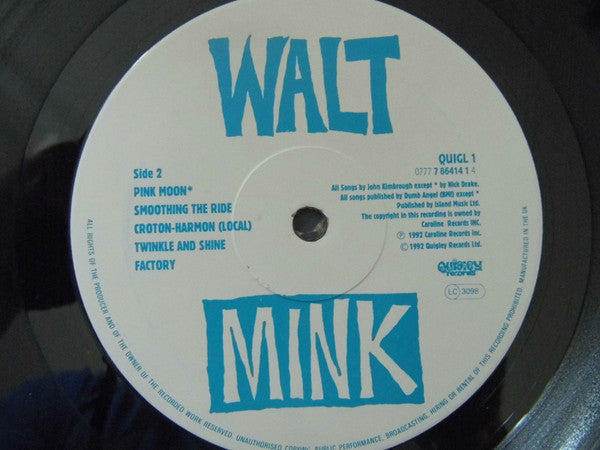 WALT
Side 2
PINK MOON*
SMOOTHING THE RIDE
CROTON-HARMON (LOCAL)
TWINKLE AND SHINE
FACTORY
QUIGL 1
0777 7 86414 1 4
All Songs by John Kimbrough except * by Nick Drake.
All songs published by Dumb Angel (BMI) except *
Published by Island Music Ltd.
The copyright in this recording is owned by
Caroline Records INC.
℗ 1992 Caroline Records Inc.
© 1992 Quigley Records Ltd.
Quigley
records
LC 3098
MINK
ALL RIGHTS OF THE PRODUCER AND OF THE OWNER OF THE RECORDED WORK RESERVED. UNAUTHORISED COPYING, PUBLIC PERFORMANCE, BROADCASTING, HIRING OR RENTAL OF THIS RECORDING PROHIBITED. MANUFACTURED IN THE UK